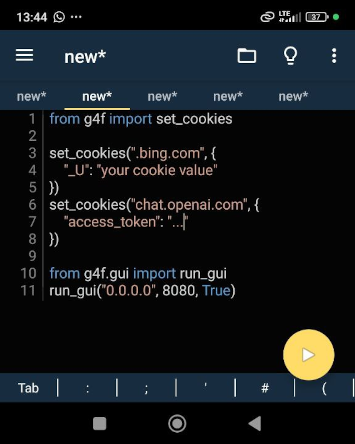 13:44
LTE
37
new*
new* new* new* new* new*
1 from g4f import set_cookies
2
3 set_cookies(".bing.com", {
4 "_U": "your cookie value"
5 })
6 set_cookies("chat.openai.com", {
7 "access_token": "..."
8 })
9
10 from g4f.gui import run_gui
11 run_gui("0.0.0.0", 8080, True)
Tab : ; ' # (